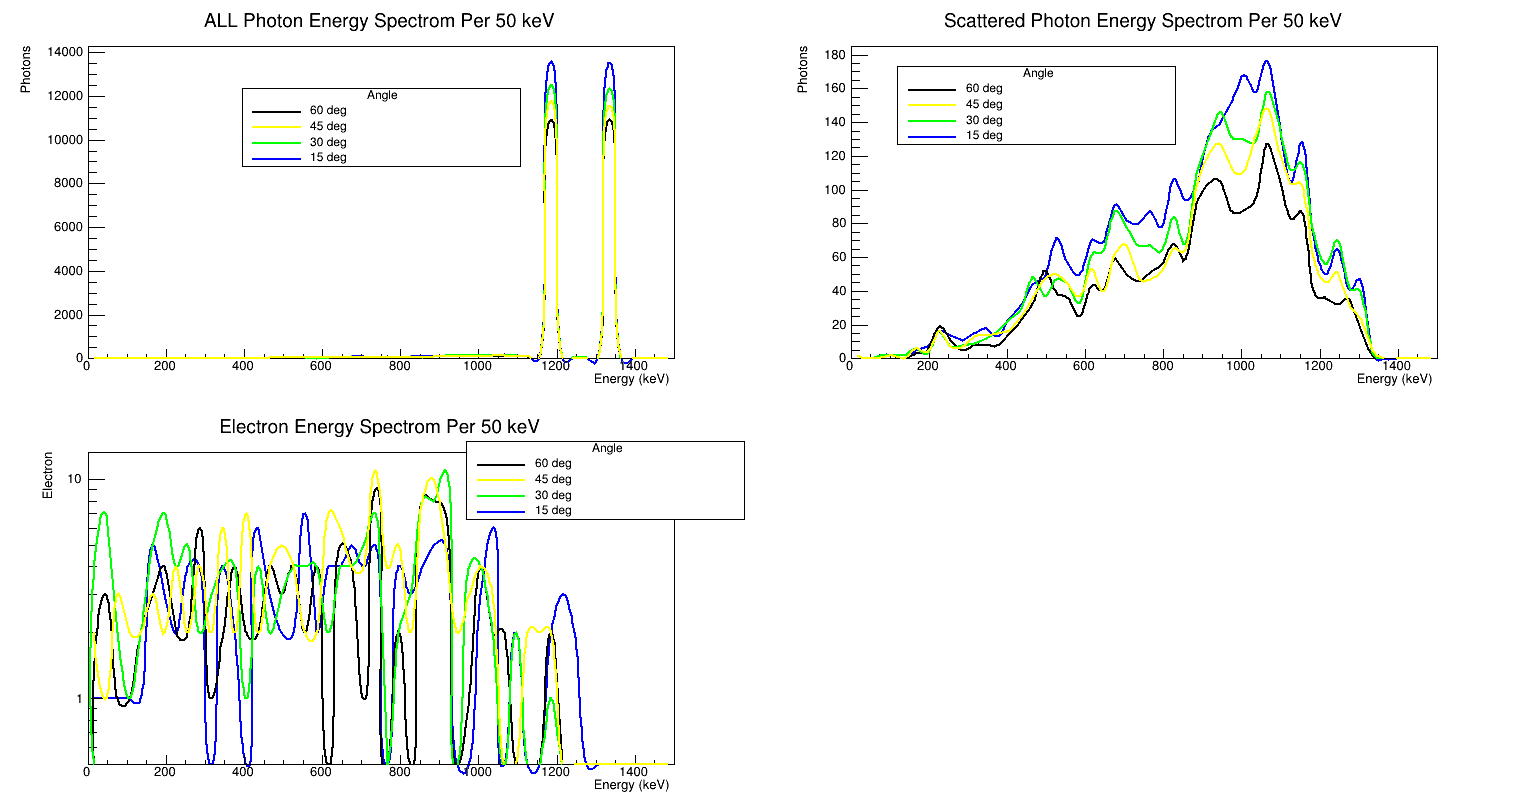 ALL Photon Energy Spectrom Per 50 keV
Photons
14000
12000
10000
8000
6000
4000
2000
0
Angle
60 deg
45 deg
30 deg
15 deg
0 200 400 600 800 1000 1200 1400
Energy (keV)
Scattered Photon Energy Spectrom Per 50 keV
Photons
180
160
140
120
100
80
60
40
20
0
Angle
60 deg
45 deg
30 deg
15 deg
0 200 400 600 800 1000 1200 1400
Energy (keV)
Electron Energy Spectrom Per 50 keV
Electron
10
1
Angle
60 deg
45 deg
30 deg
15 deg
0 200 400 600 800 1000 1200 1400
Energy (keV)